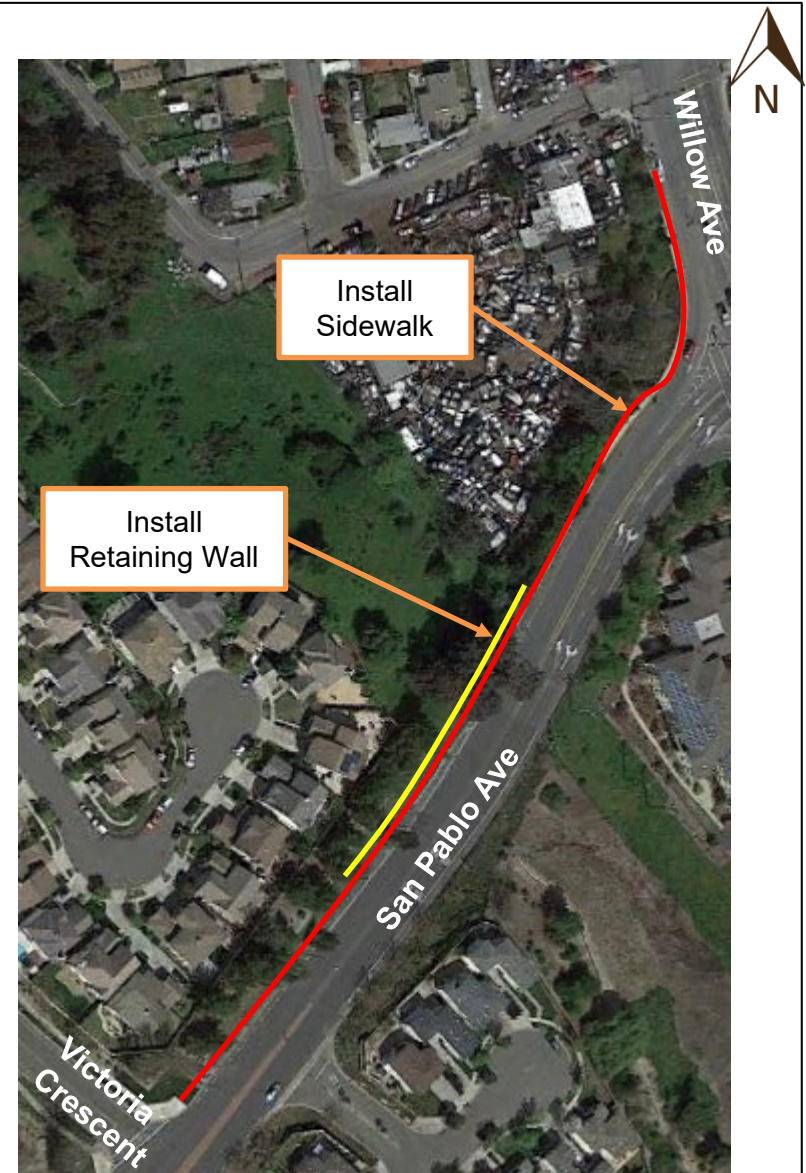 N
Willow Ave
Install
Sidewalk
Install
Retaining Wall
San Pablo Ave
Victoria
Crescent